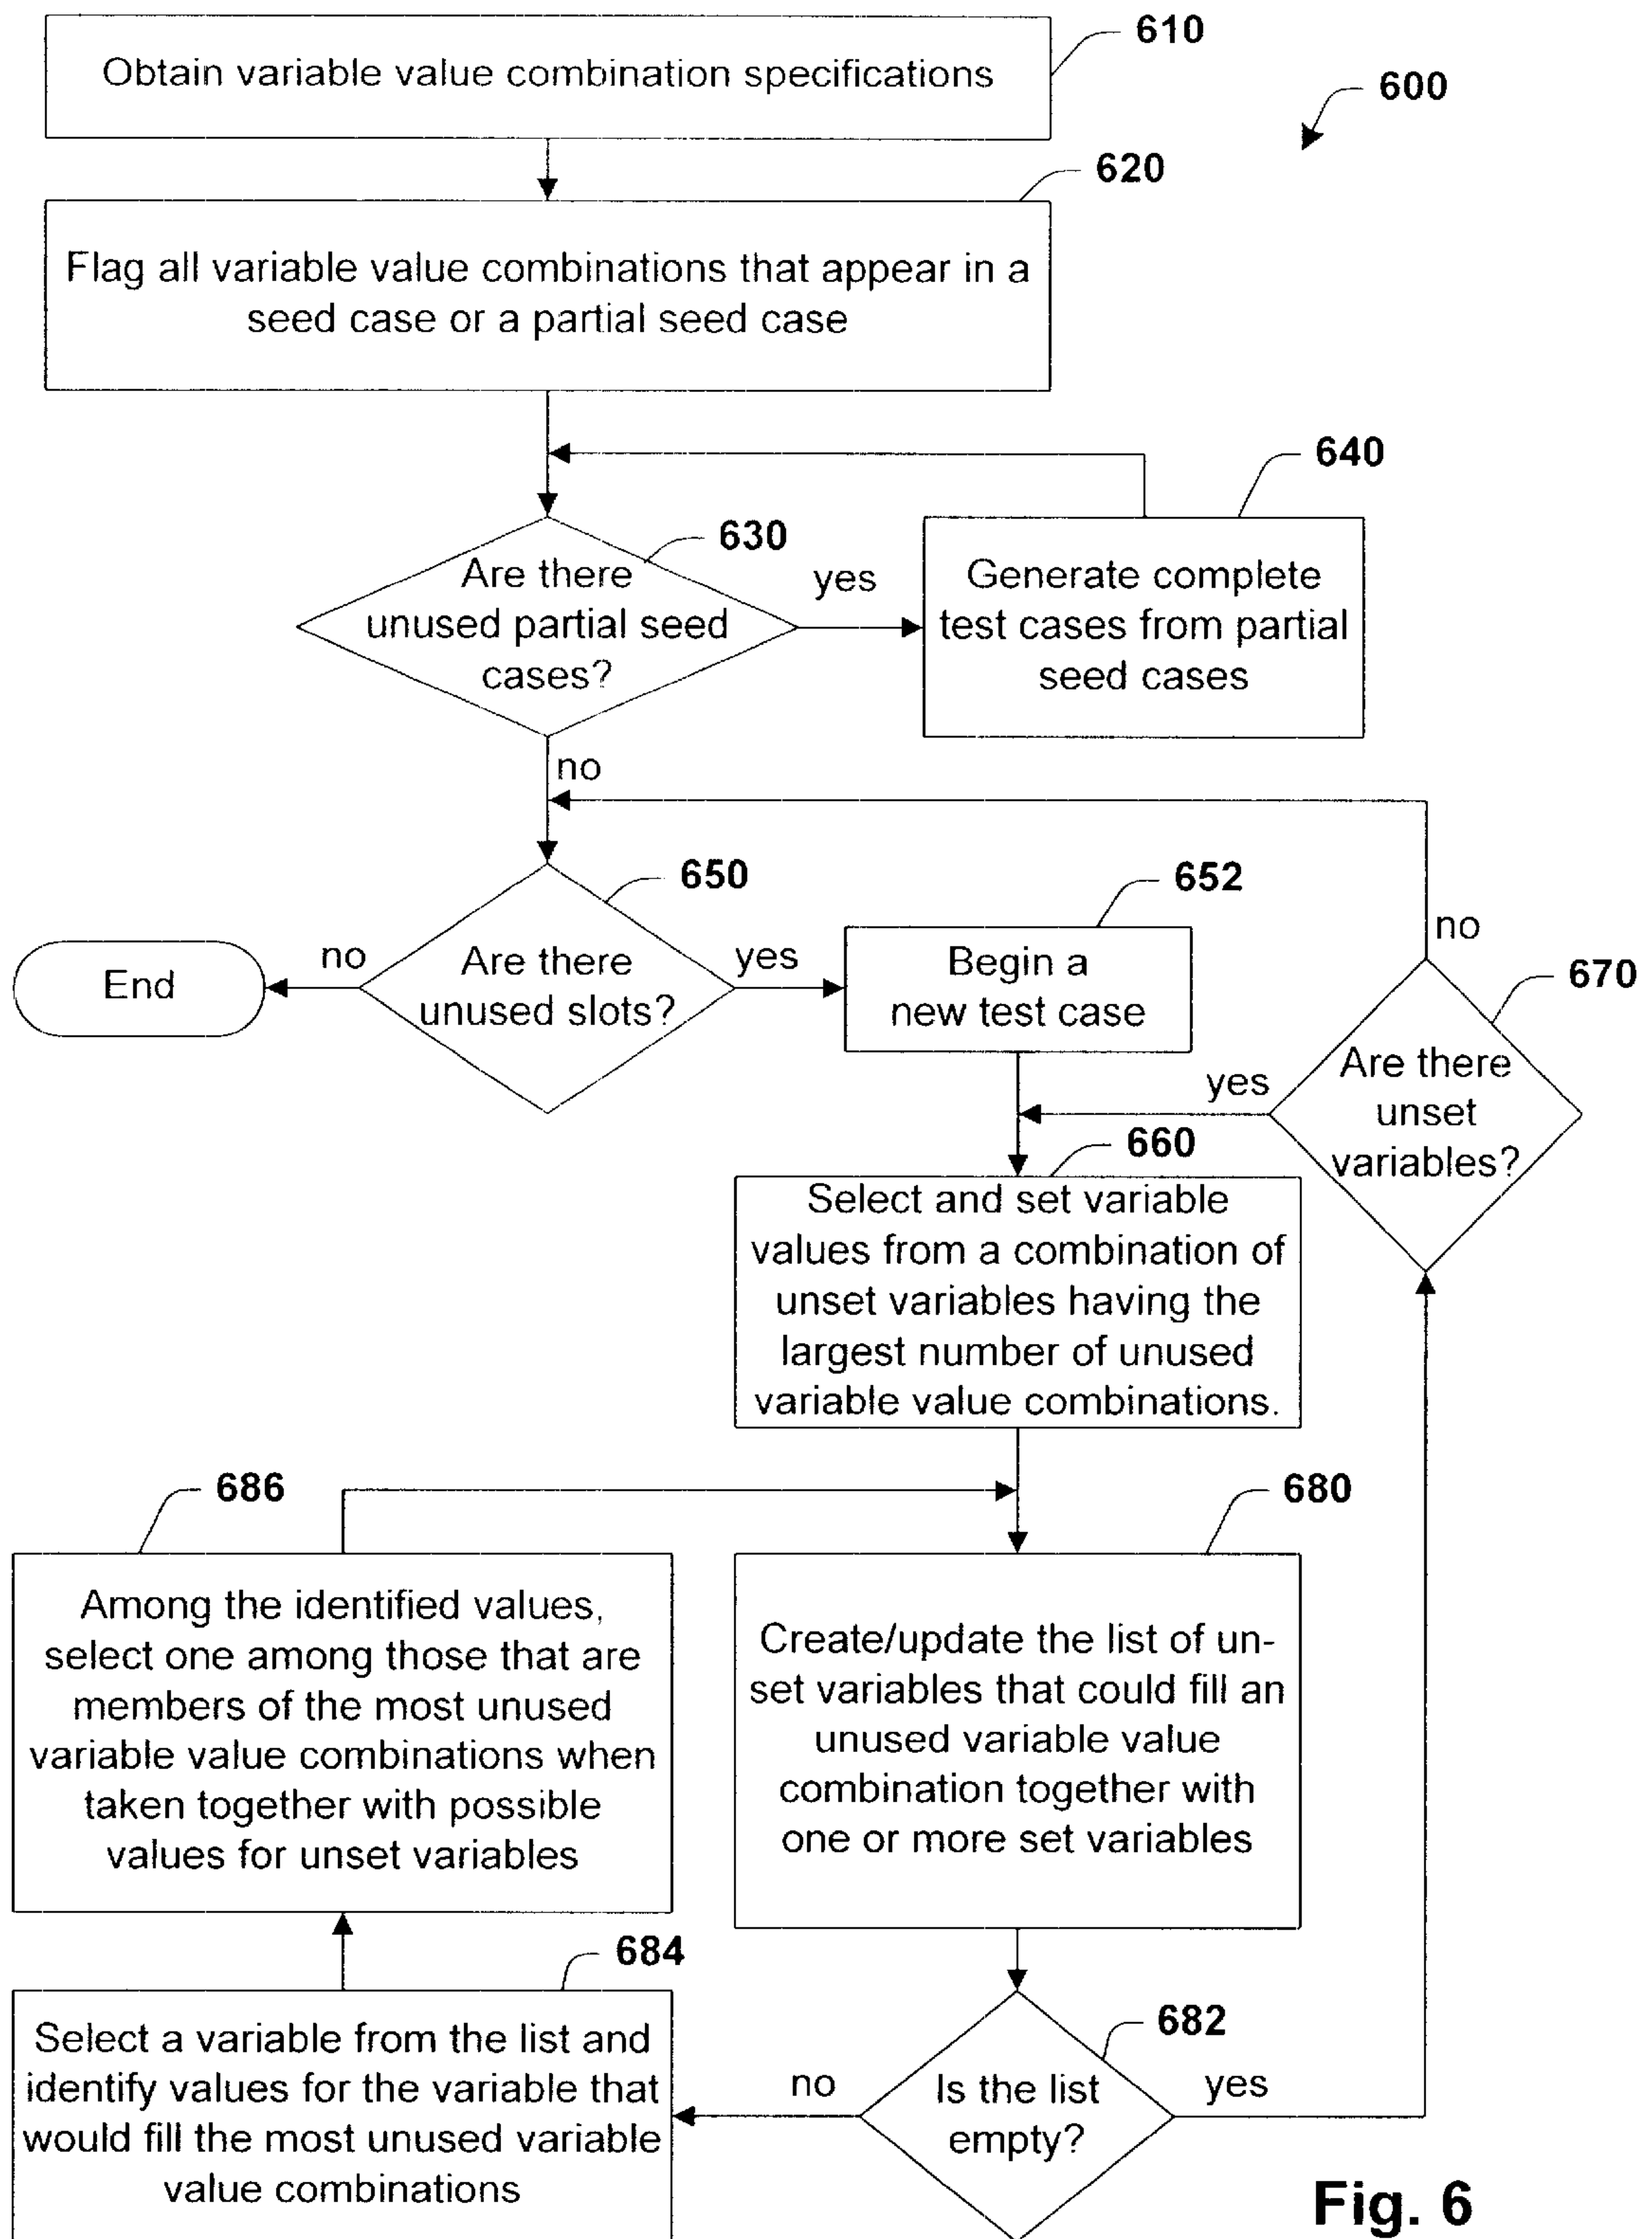 610
Obtain variable value combination specifications
600
620
Flag all variable value combinations that appear in a
seed case or a partial seed case
640
630
Are there
unused partial seed
cases?
yes
Generate complete
test cases from partial
seed cases
no
650
652
no
670
End
no
Are there
unused slots?
yes
Begin a
new test case
Are there
unset
variables?
yes
660
Select and set variable
values from a combination of
unset variables having the
largest number of unused
variable value combinations.
686
680
Among the identified values,
select one among those that are
members of the most unused
variable value combinations when
taken together with possible
values for unset variables
Create/update the list of un-
set variables that could fill an
unused variable value
combination together with
one or more set variables
684
682
Select a variable from the list and
identify values for the variable that
would fill the most unused variable
value combinations
no
Is the list
empty?
yes
Fig. 6